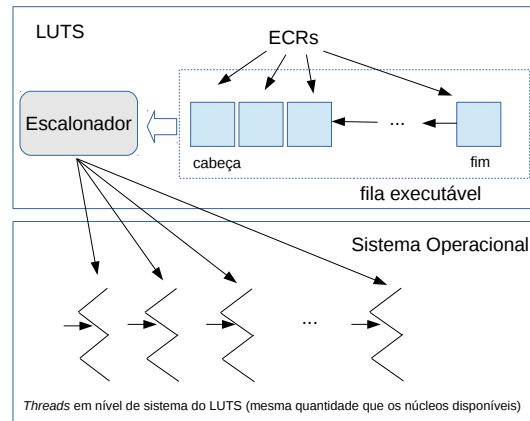 LUTS
ECRs
Escalonador
...
cabeça
fim
fila executável
Sistema Operacional
...
Threads em nível de sistema do LUTS (mesma quantidade que os núcleos disponíveis)